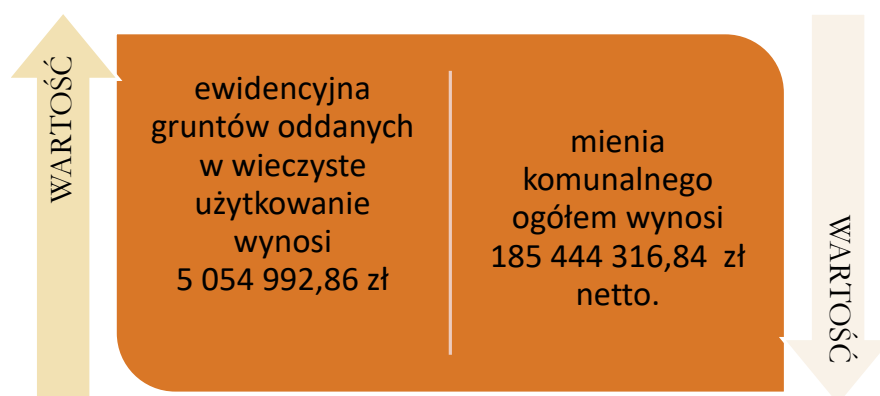 WARTOŚĆ
ewidencyjna
gruntów oddanych
w wieczyste
użytkowanie
wynosi
5 054 992,86 zł
mienia
komunalnego
ogółem wynosi
185 444 316,84 zł
netto.
WARTOŚĆ